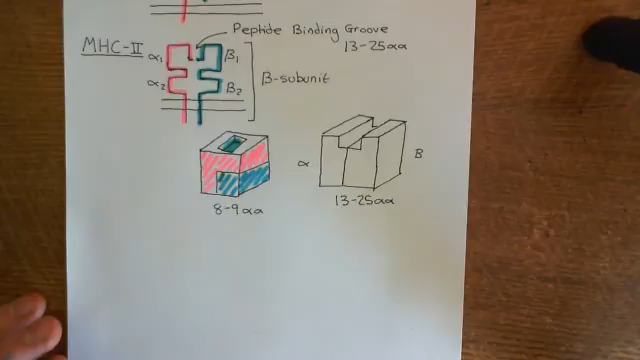 Peptide Binding Groove
13-25αα
MHC-II
α₁
β₁
α₂
β₂
β-subunit
α
B
8-9αα
13-25αα